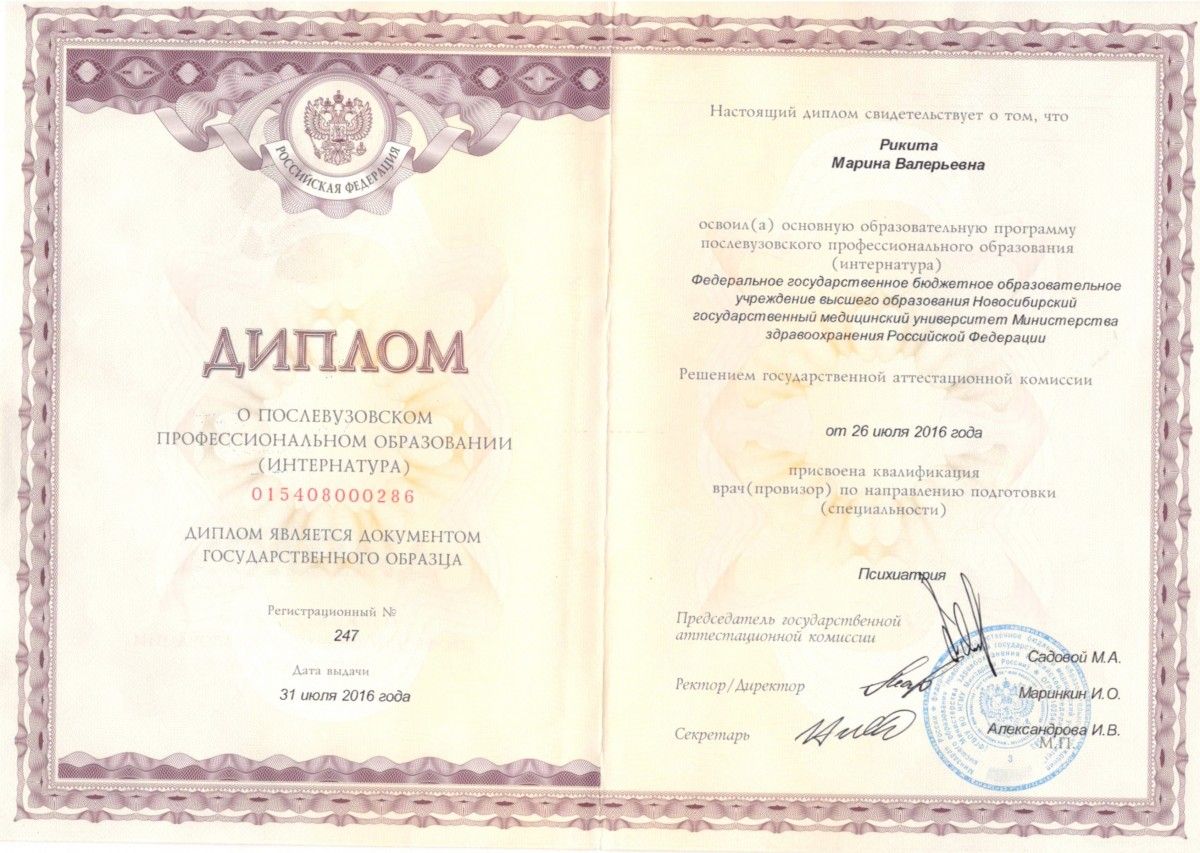 РОССИЙСКАЯ ФЕДЕРАЦИЯ
ДИПЛОМ
О ПОСЛЕВУЗОВСКОМ
ПРОФЕССИОНАЛЬНОМ ОБРАЗОВАНИИ
(ИНТЕРНАТУРА)
015408000286
ДИПЛОМ ЯВЛЯЕТСЯ ДОКУМЕНТОМ
ГОСУДАРСТВЕННОГО ОБРАЗЦА
Регистрационный №
247
Дата выдачи
31 июля 2016 года
Настоящий диплом свидетельствует о том, что
Рикита
Марина Валерьевна
освоил(а) основную образовательную программу
послевузовского профессионального образования
(интернатура)
Федеральное государственное бюджетное образовательное
учреждение высшего образования Новосибирский
государственный медицинский университет Министерства
здравоохранения Российской Федерации
Решением государственной аттестационной комиссии
от 26 июля 2016 года
присвоена квалификация
врач(провизор) по направлению подготовки
(специальности)
Психиатрия
Председатель государственной
аттестационной комиссии
Садовой М.А.
Ректор/Директор
Маринкин И.О.
Секретарь
Александрова И.В.
М.П.
3